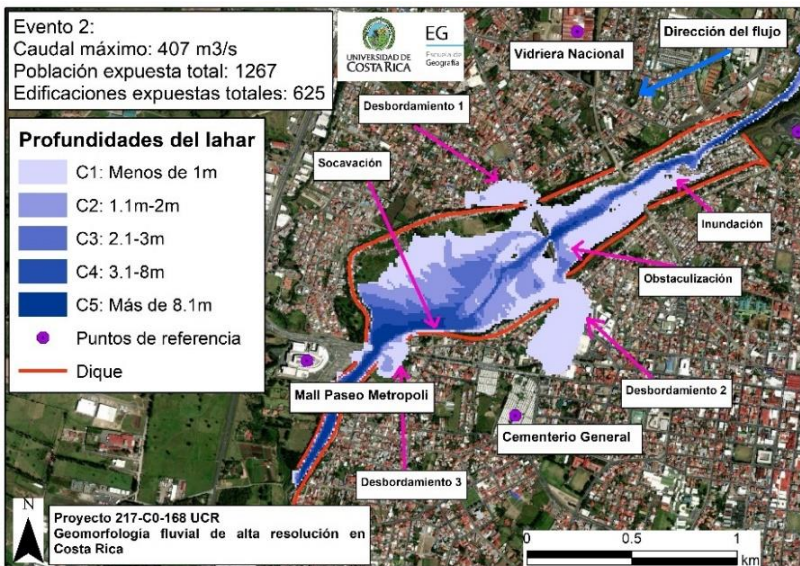 Evento 2:
Caudal máximo: 407 m3/s
Población expuesta total: 1267
Edificaciones expuestas totales: 625
UNIVERSIDAD DE
COSTA RICA
EG
Escuela de
Geografía
Vidriera Nacional
Dirección del flujo
Desbordamiento 1
Profundidades del lahar
C1: Menos de 1m
C2: 1.1m-2m
C3: 2.1-3m
C4: 3.1-8m
C5: Más de 8.1m
Puntos de referencia
Dique
Socavación
Inundación
Obstaculización
Mall Paseo Metropoli
Desbordamiento 2
Cementerio General
Desbordamiento 3
N
Proyecto 217-C0-168 UCR
Geomorfologia fluvial de alta resolución en
Costa Rica
0 0.5 1
km